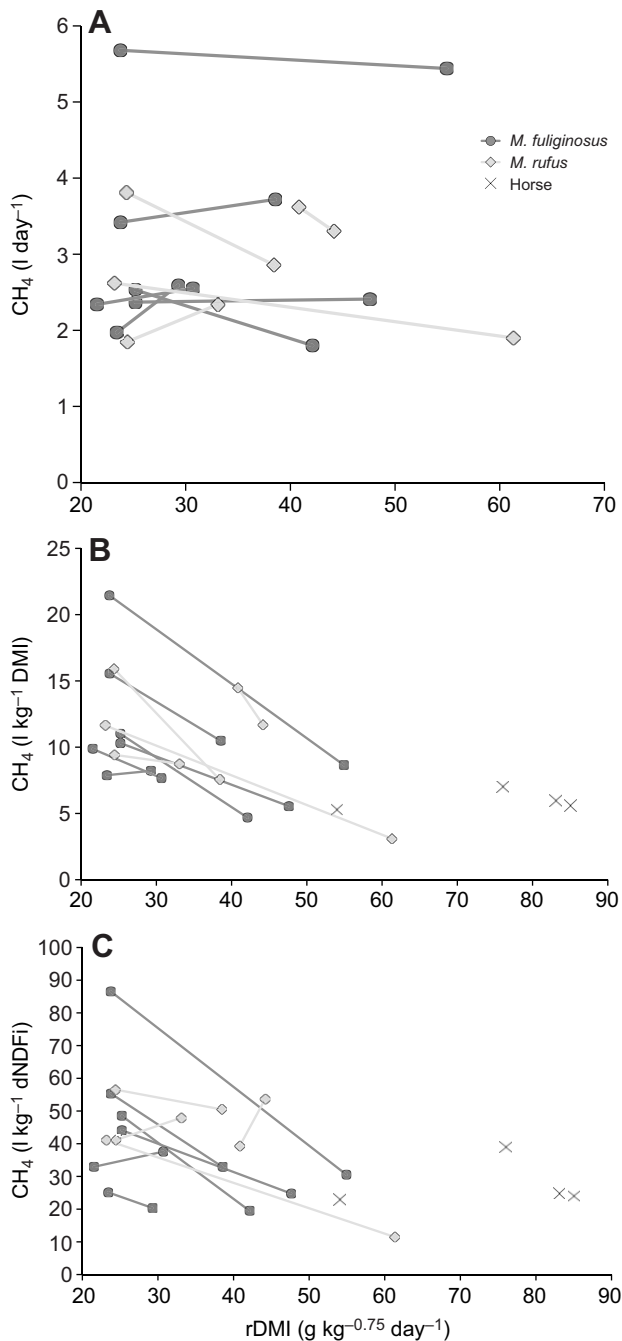 A
6
5
4
3
2
1
0
CH₄ (l day⁻¹)
M. fuliginosus
M. rufus
Horse
20 30 40 50 60 70
B
25
20
15
10
5
0
CH₄ (l kg⁻¹ DMI)
20 30 40 50 60 70 80 90
C
100
90
80
70
60
50
40
30
20
10
0
CH₄ (l kg⁻¹ dNDFi)
20 30 40 50 60 70 80 90
rDMI (g kg⁻⁰·⁷⁵ day⁻¹)